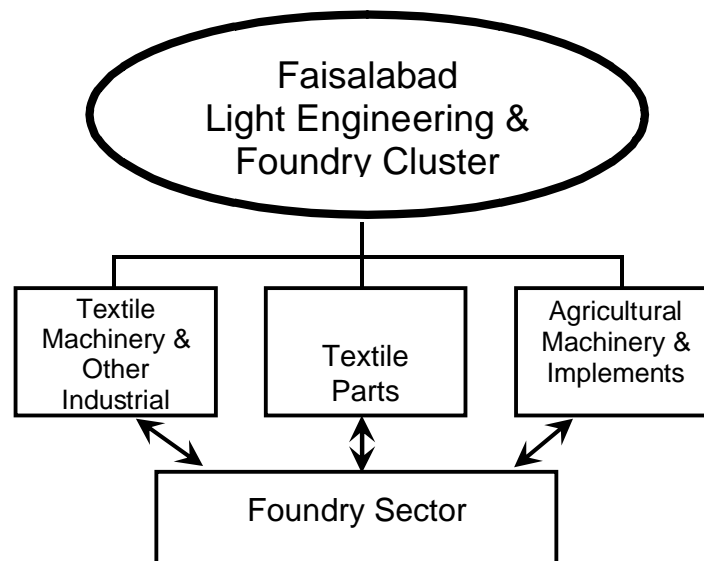 Faisalabad
Light Engineering &
Foundry Cluster
Textile
Machinery &
Other
Industrial
Textile
Parts
Agricultural
Machinery &
Implements
Foundry Sector